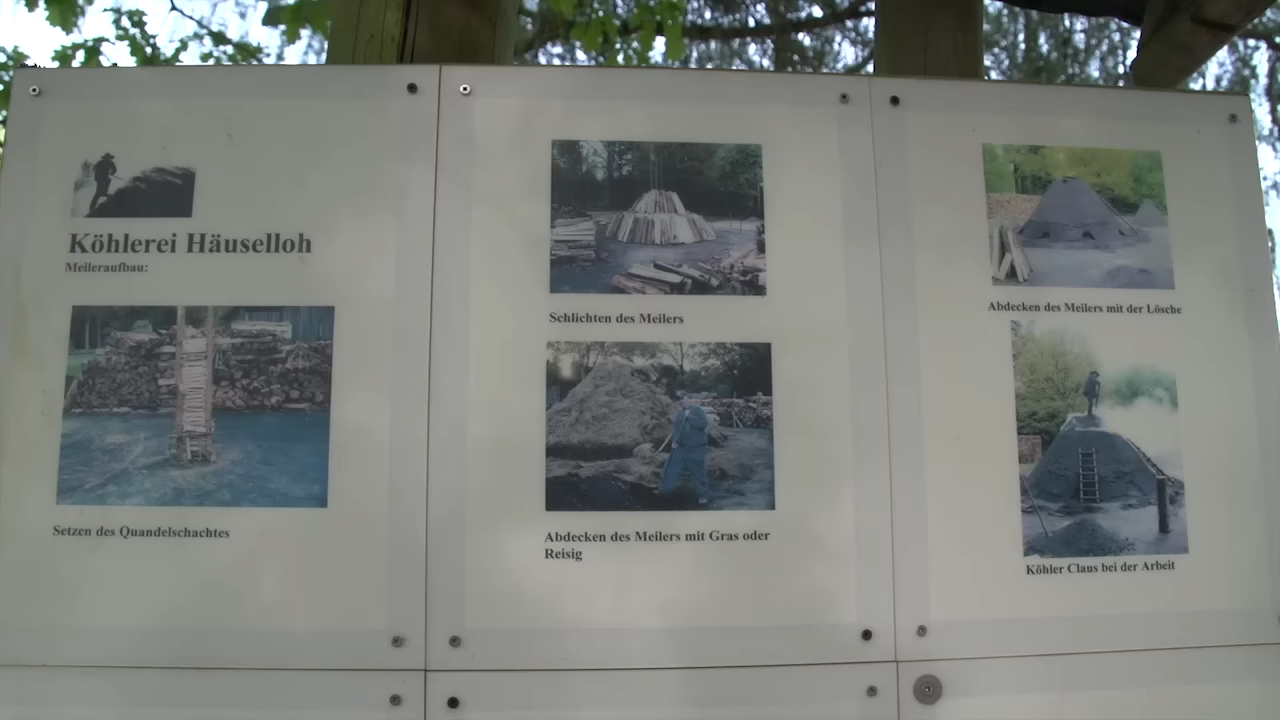 Köhlerei Häuselloh
Meileraufbau:
Setzen des Quandelschachtes
Schlichten des Meilers
Abdecken des Meilers mit Gras oder
Reisig
Abdecken des Meilers mit der Lösche
Köhler Claus bei der Arbeit